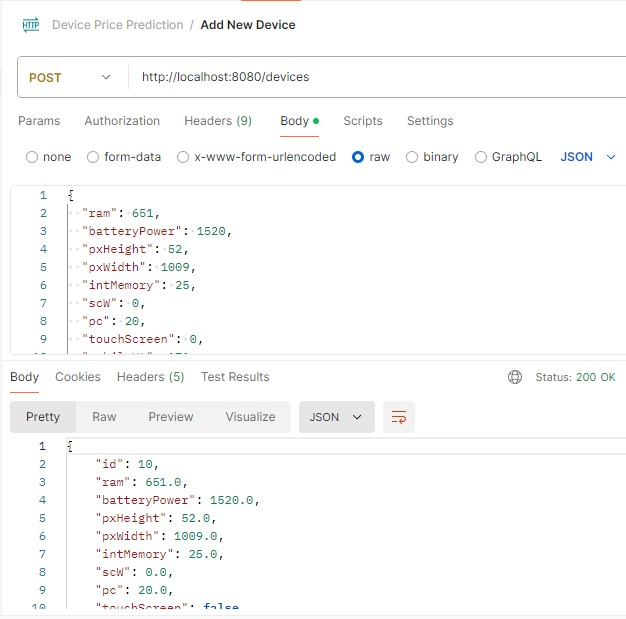 HTTP Device Price Prediction / Add New Device
POST http://localhost:8080/devices
Params Authorization Headers (9) Body Scripts Settings
none form-data x-www-form-urlencoded raw binary GraphQL JSON
1 {
2 "ram": 651,
3 "batteryPower": 1520,
4 "pxHeight": 52,
5 "pxWidth": 1009,
6 "intMemory": 25,
7 "scW": 0,
8 "pc": 20,
9 "touchScreen": 0,
Body Cookies Headers (5) Test Results Status: 200 OK
Pretty Raw Preview Visualize JSON
1 {
2 "id": 10,
3 "ram": 651.0,
4 "batteryPower": 1520.0,
5 "pxHeight": 52.0,
6 "pxWidth": 1009.0,
7 "intMemory": 25.0,
8 "scW": 0.0,
9 "pc": 20.0,
10 "touchScreen": false